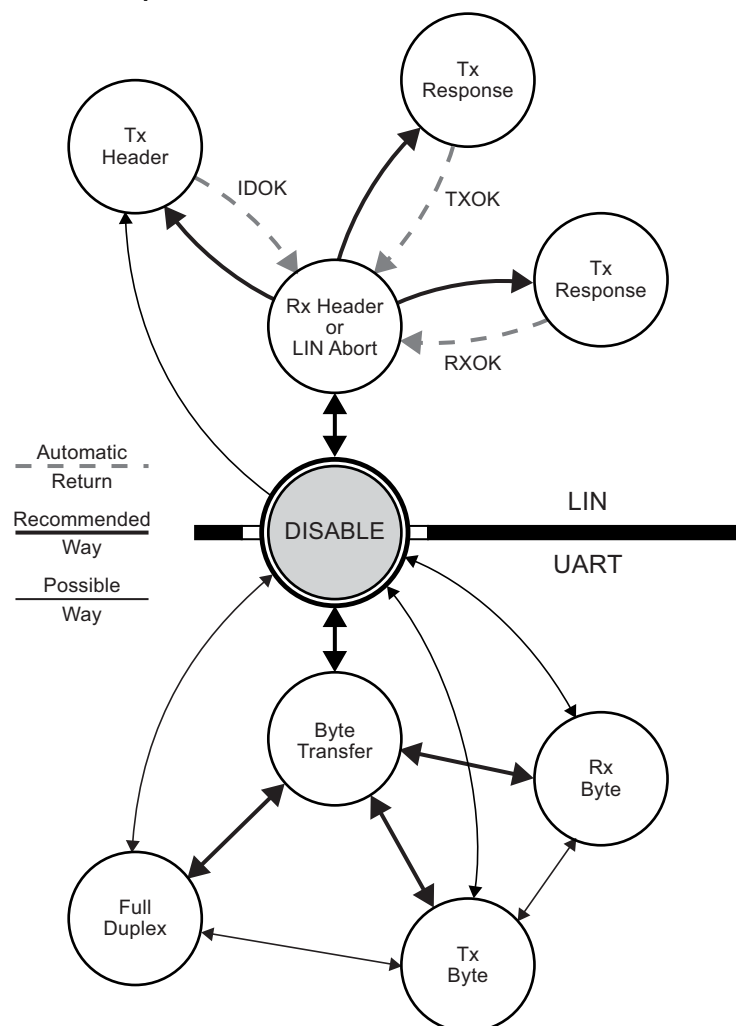 Tx
Response
Tx
Header
IDOK
TXOK
Tx
Response
Rx Header
or
LIN Abort
RXOK
Automatic
Return
Recommended
Way
Possible
Way
DISABLE
LIN
UART
Byte
Transfer
Rx
Byte
Full
Duplex
Tx
Byte